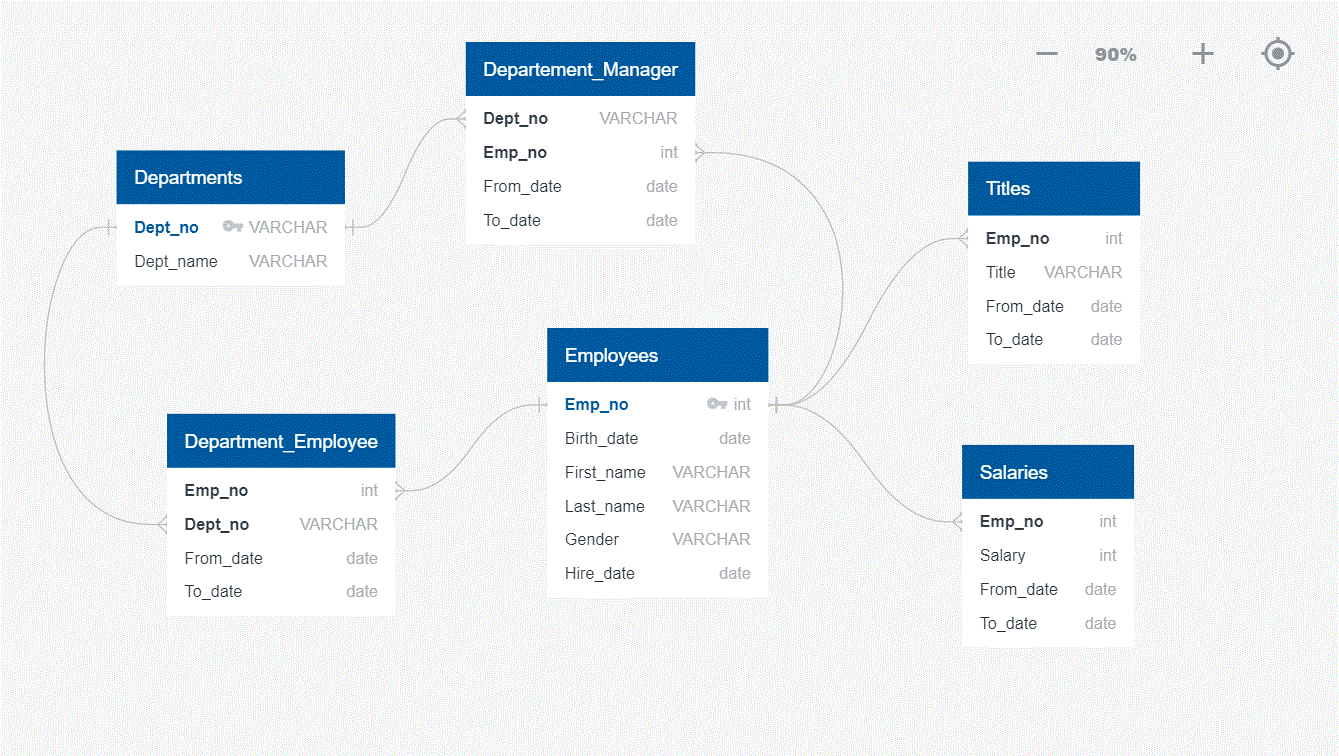 90%
Departement_Manager
Dept_no VARCHAR
Emp_no int
From_date date
To_date date
Departments
Dept_no VARCHAR
Dept_name VARCHAR
Titles
Emp_no int
Title VARCHAR
From_date date
To_date date
Employees
Emp_no int
Birth_date date
First_name VARCHAR
Last_name VARCHAR
Gender VARCHAR
Hire_date date
Department_Employee
Emp_no int
Dept_no VARCHAR
From_date date
To_date date
Salaries
Emp_no int
Salary int
From_date date
To_date date